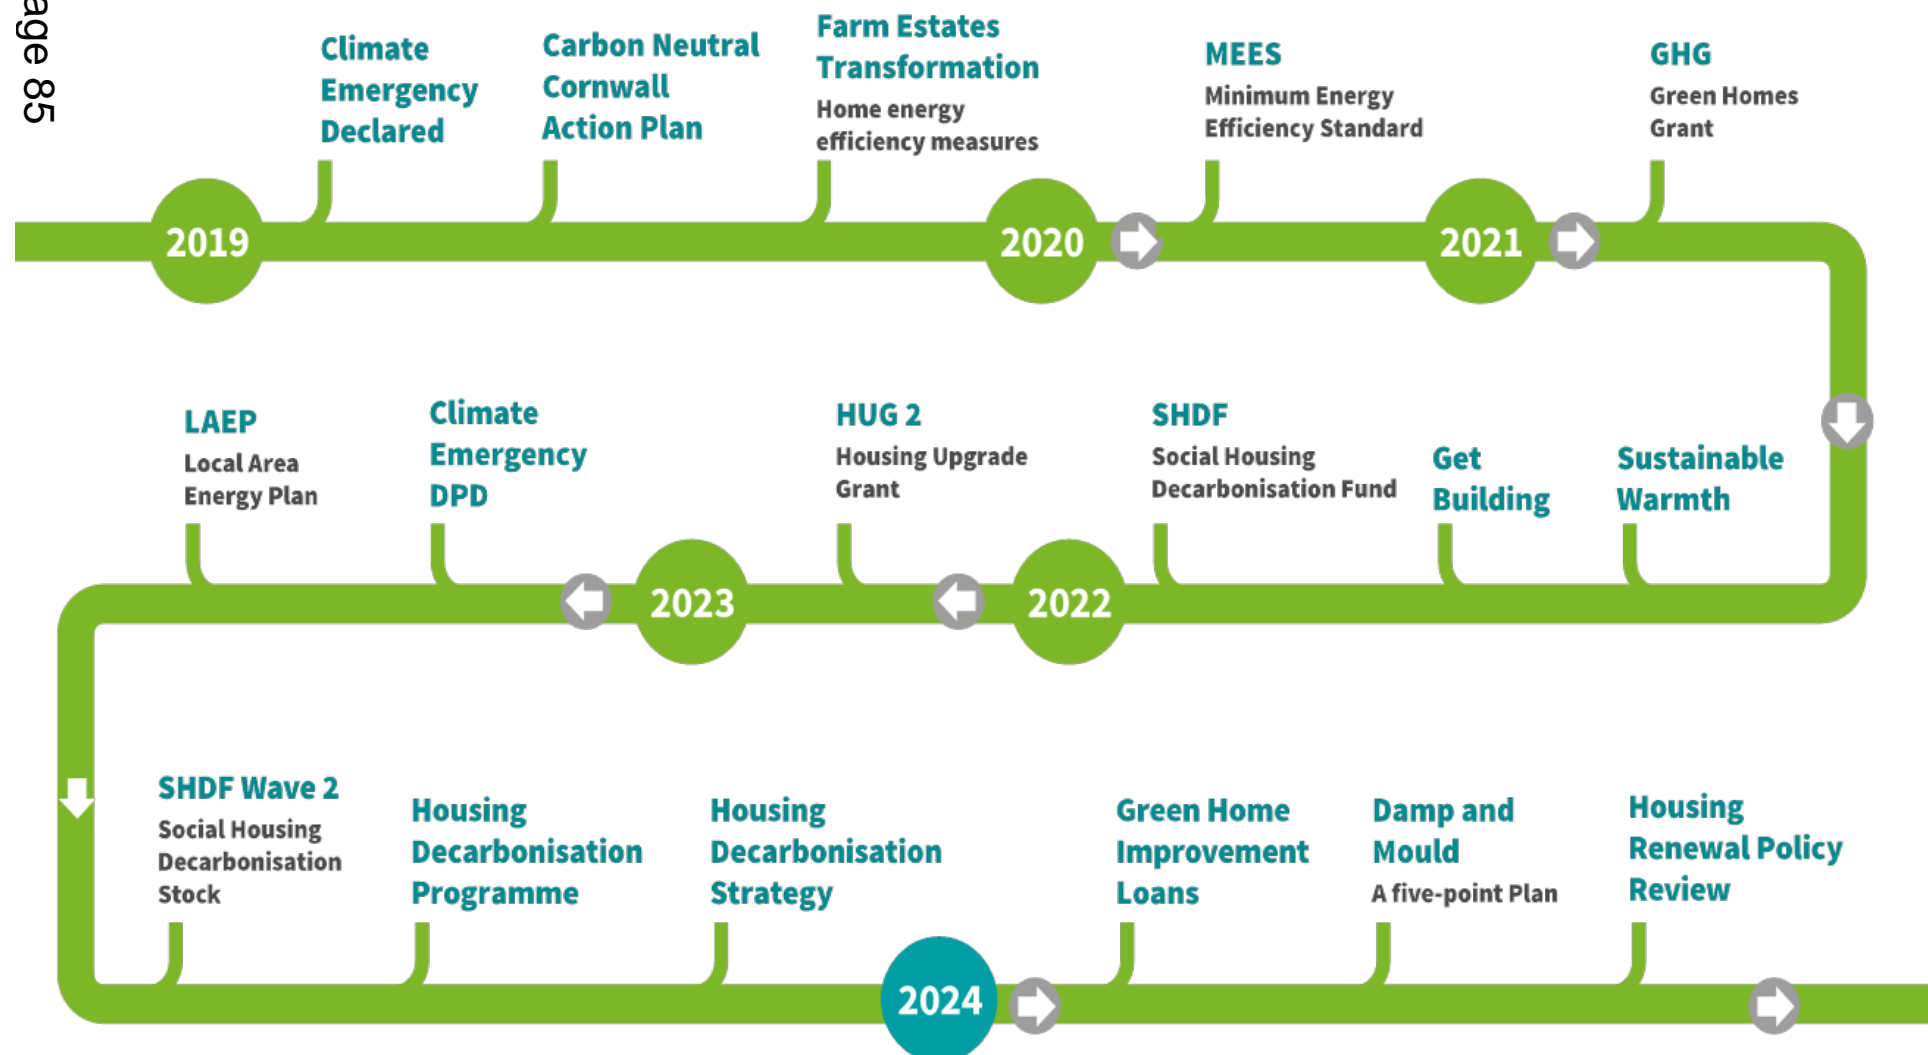 age 85
Climate
Emergency
Declared
Carbon Neutral
Cornwall
Action Plan
Farm Estates
Transformation
Home energy
efficiency measures
MEES
Minimum Energy
Efficiency Standard
GHG
Green Homes
Grant
2019
2020
2021
LAEP
Local Area
Energy Plan
Climate
Emergency
DPD
HUG 2
Housing Upgrade
Grant
SHDF
Social Housing
Decarbonisation Fund
Get
Building
Sustainable
Warmth
2023
2022
SHDF Wave 2
Social Housing
Decarbonisation
Stock
Housing
Decarbonisation
Programme
Housing
Decarbonisation
Strategy
Green Home
Improvement
Loans
Damp and
Mould
A five-point Plan
Housing
Renewal Policy
Review
2024